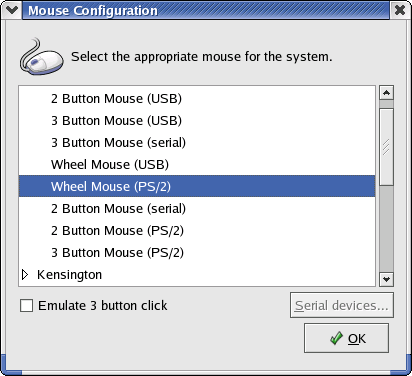 Mouse Configuration
Select the appropriate mouse for the system.
2 Button Mouse (USB)
3 Button Mouse (USB)
3 Button Mouse (serial)
Wheel Mouse (USB)
Wheel Mouse (PS/2)
2 Button Mouse (serial)
2 Button Mouse (PS/2)
3 Button Mouse (PS/2)
Kensington
Emulate 3 button click
Serial devices...
OK